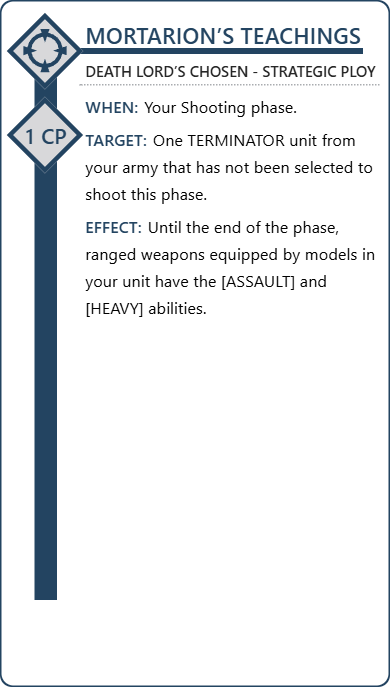 MORTARION’S TEACHINGS
DEATH LORD’S CHOSEN - STRATEGIC PLOY
1 CP
WHEN: Your Shooting phase.
TARGET: One TERMINATOR unit from
your army that has not been selected to
shoot this phase.
EFFECT: Until the end of the phase,
ranged weapons equipped by models in
your unit have the [ASSAULT] and
[HEAVY] abilities.